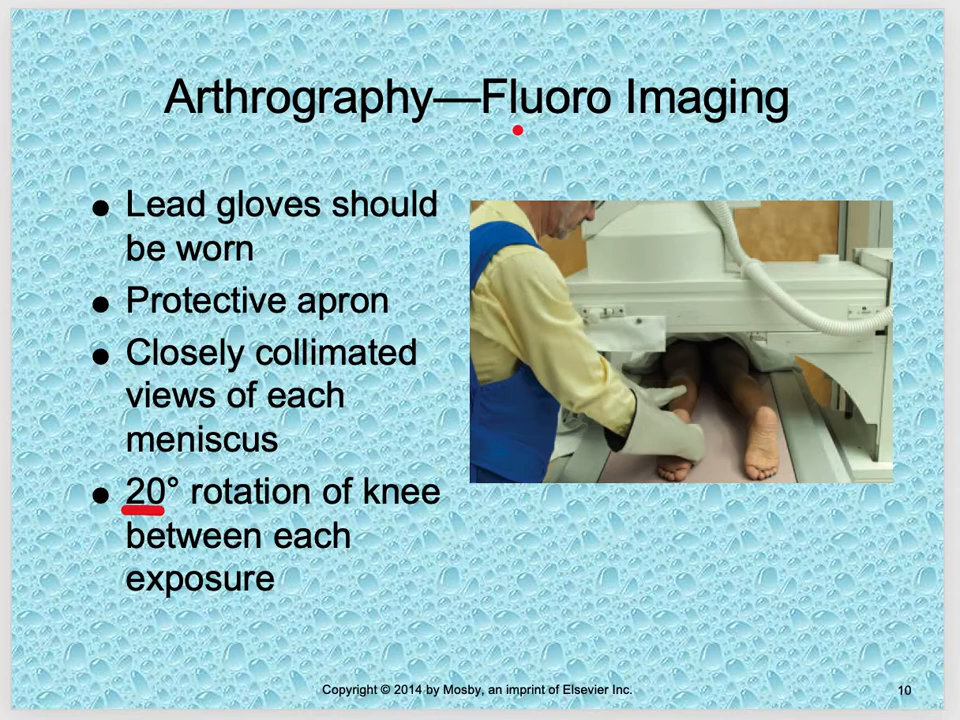 Arthrography—Fluoro Imaging
● Lead gloves should
be worn
● Protective apron
● Closely collimated
views of each
meniscus
● 20° rotation of knee
between each
exposure
Copyright © 2014 by Mosby, an imprint of Elsevier Inc.
10